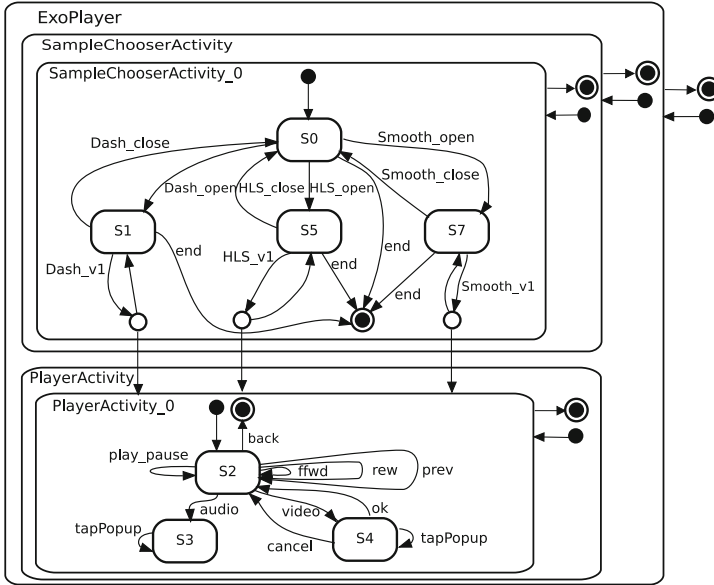 ExoPlayer
SampleChooserActivity
SampleChooserActivity_0
S0
Dash_close
Smooth_open
Smooth_close
Dash_open
HLS_close
HLS_open
S1
S5
S7
Dash_v1
end
HLS_v1
end
end
end
Smooth_v1
PlayerActivity
PlayerActivity_0
back
play_pause
S2
ffwd
rew
prev
audio
video
ok
tapPopup
S3
cancel
S4
tapPopup